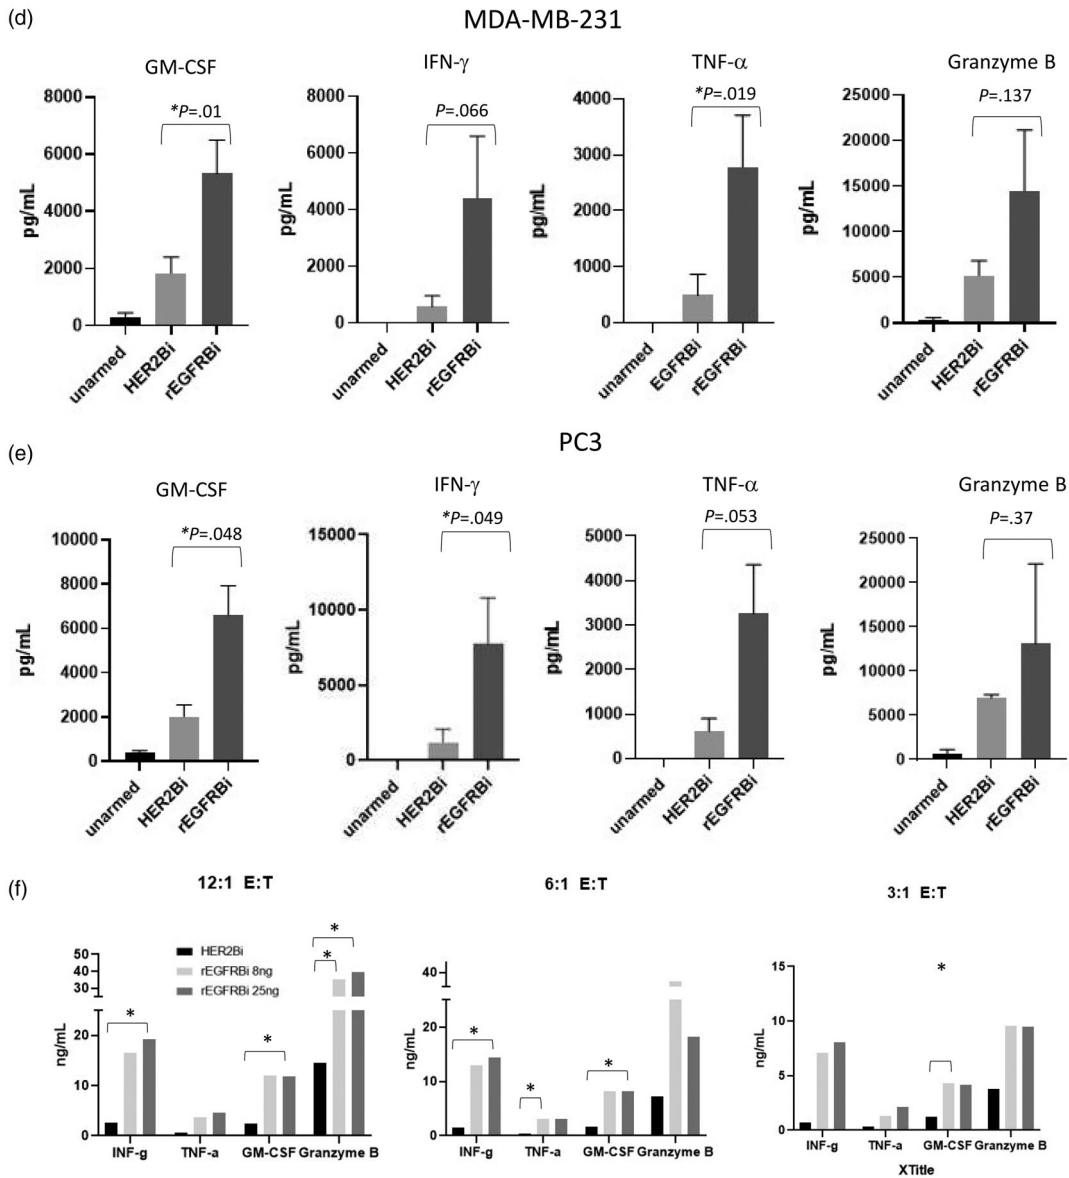 (d)
MDA-MB-231
GM-CSF
8000
6000
4000
2000
0
pg/mL
*P=.01
unarmed
HER2Bi
rEGFRBi
IFN-γ
8000
6000
4000
2000
0
pg/mL
P=.066
unarmed
HER2Bi
rEGFRBi
TNF-α
4000
3000
2000
1000
0
pg/mL
*P=.019
unarmed
EGFRBi
rEGFRBi
Granzyme B
25000
20000
15000
10000
5000
0
pg/mL
P=.137
unarmed
HER2Bi
rEGFRBi
(e)
PC3
GM-CSF
10000
8000
6000
4000
2000
0
pg/mL
*P=.048
unarmed
HER2Bi
rEGFRBi
IFN-γ
15000
10000
5000
0
pg/mL
*P=.049
unarmed
HER2Bi
rEGFRBi
TNF-α
5000
4000
3000
2000
1000
0
pg/mL
P=.053
unarmed
HER2Bi
rEGFRBi
Granzyme B
25000
20000
15000
10000
5000
0
pg/mL
P=.37
unarmed
HER2Bi
rEGFRBi
(f)
12:1 E:T
50
40
30
20
10
0
ng/mL
HER2Bi
rEGFRBi 8ng
rEGFRBi 25ng
*
*
*
*
INF-g TNF-a GM-CSF Granzyme B
6:1 E:T
40
20
10
0
ng/mL
*
*
*
INF-g TNF-a GM-CSF Granzyme B
3:1 E:T
15
10
5
0
ng/mL
*
INF-g TNF-a GM-CSF Granzyme B
XTitle